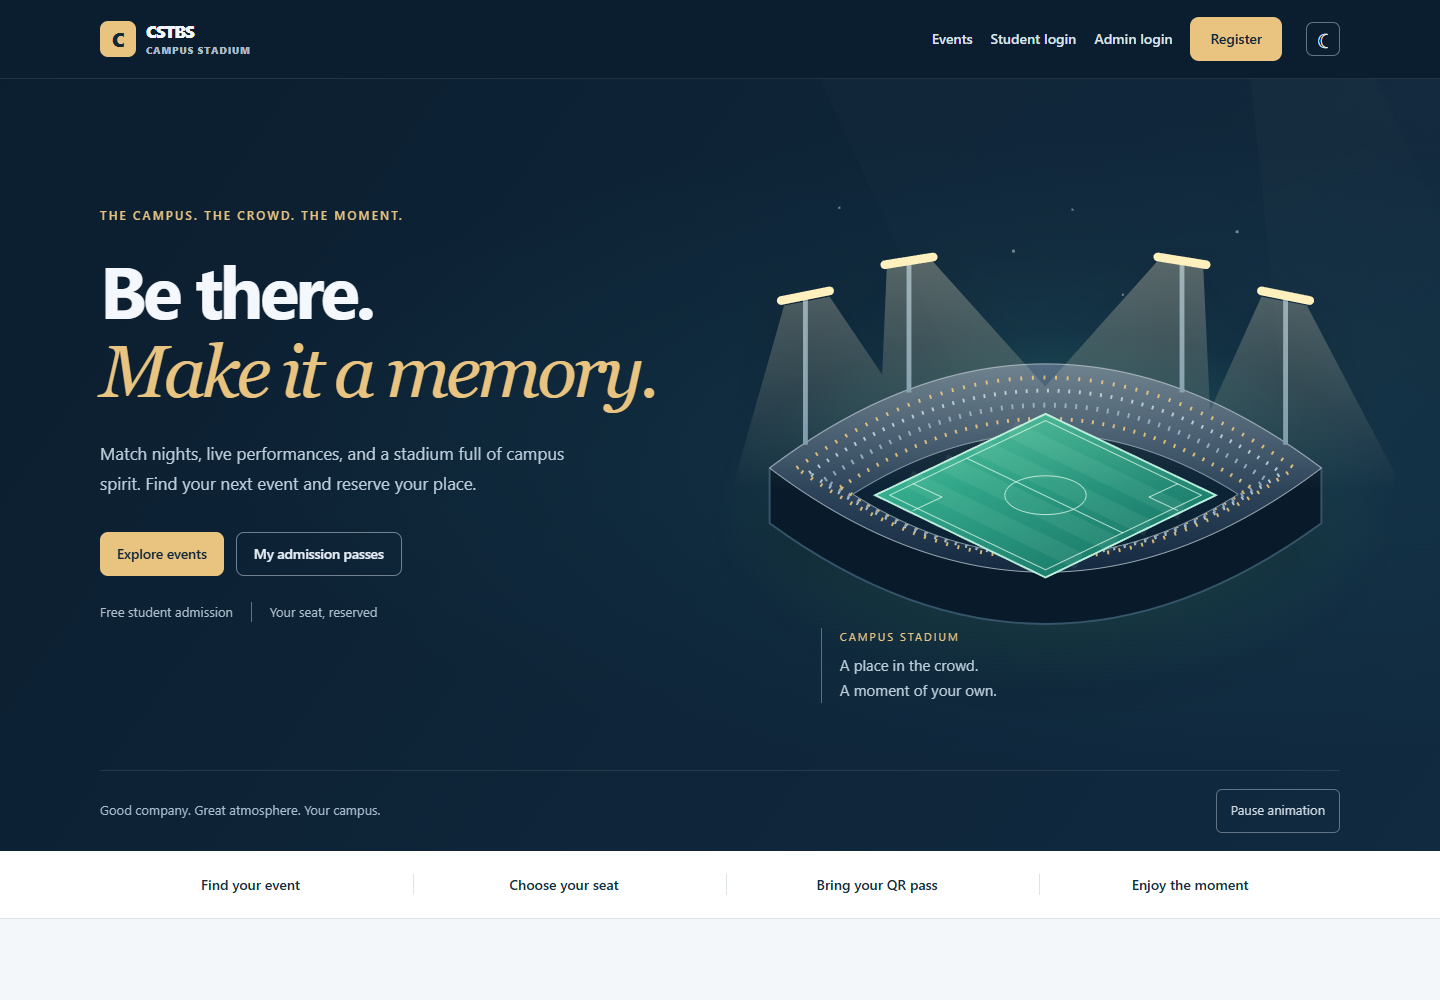 C
CSTBS
CAMPUS STADIUM
Events
Student login
Admin login
Register
THE CAMPUS. THE CROWD. THE MOMENT.
Be there.
Make it a memory.
Match nights, live performances, and a stadium full of campus
spirit. Find your next event and reserve your place.
Explore events
My admission passes
Free student admission
Your seat, reserved
CAMPUS STADIUM
A place in the crowd.
A moment of your own.
Good company. Great atmosphere. Your campus.
Pause animation
Find your event
Choose your seat
Bring your QR pass
Enjoy the moment